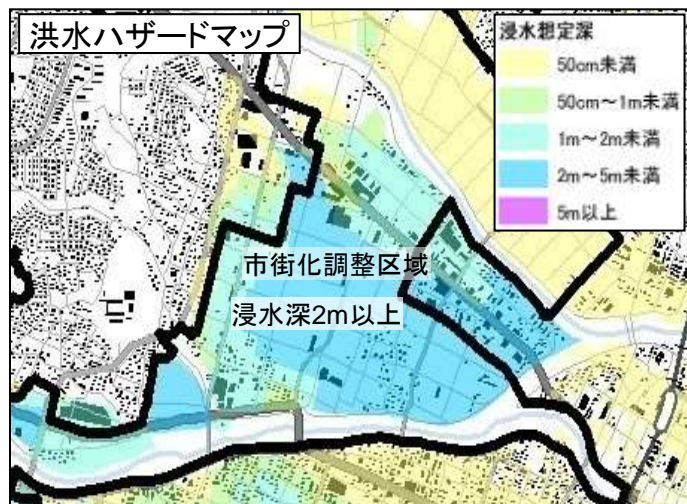 洪水ハザードマップ
浸水想定深
50cm未満
50cm～1m未満
1m～2m未満
2m～5m未満
5m以上
市街化調整区域
浸水深2m以上